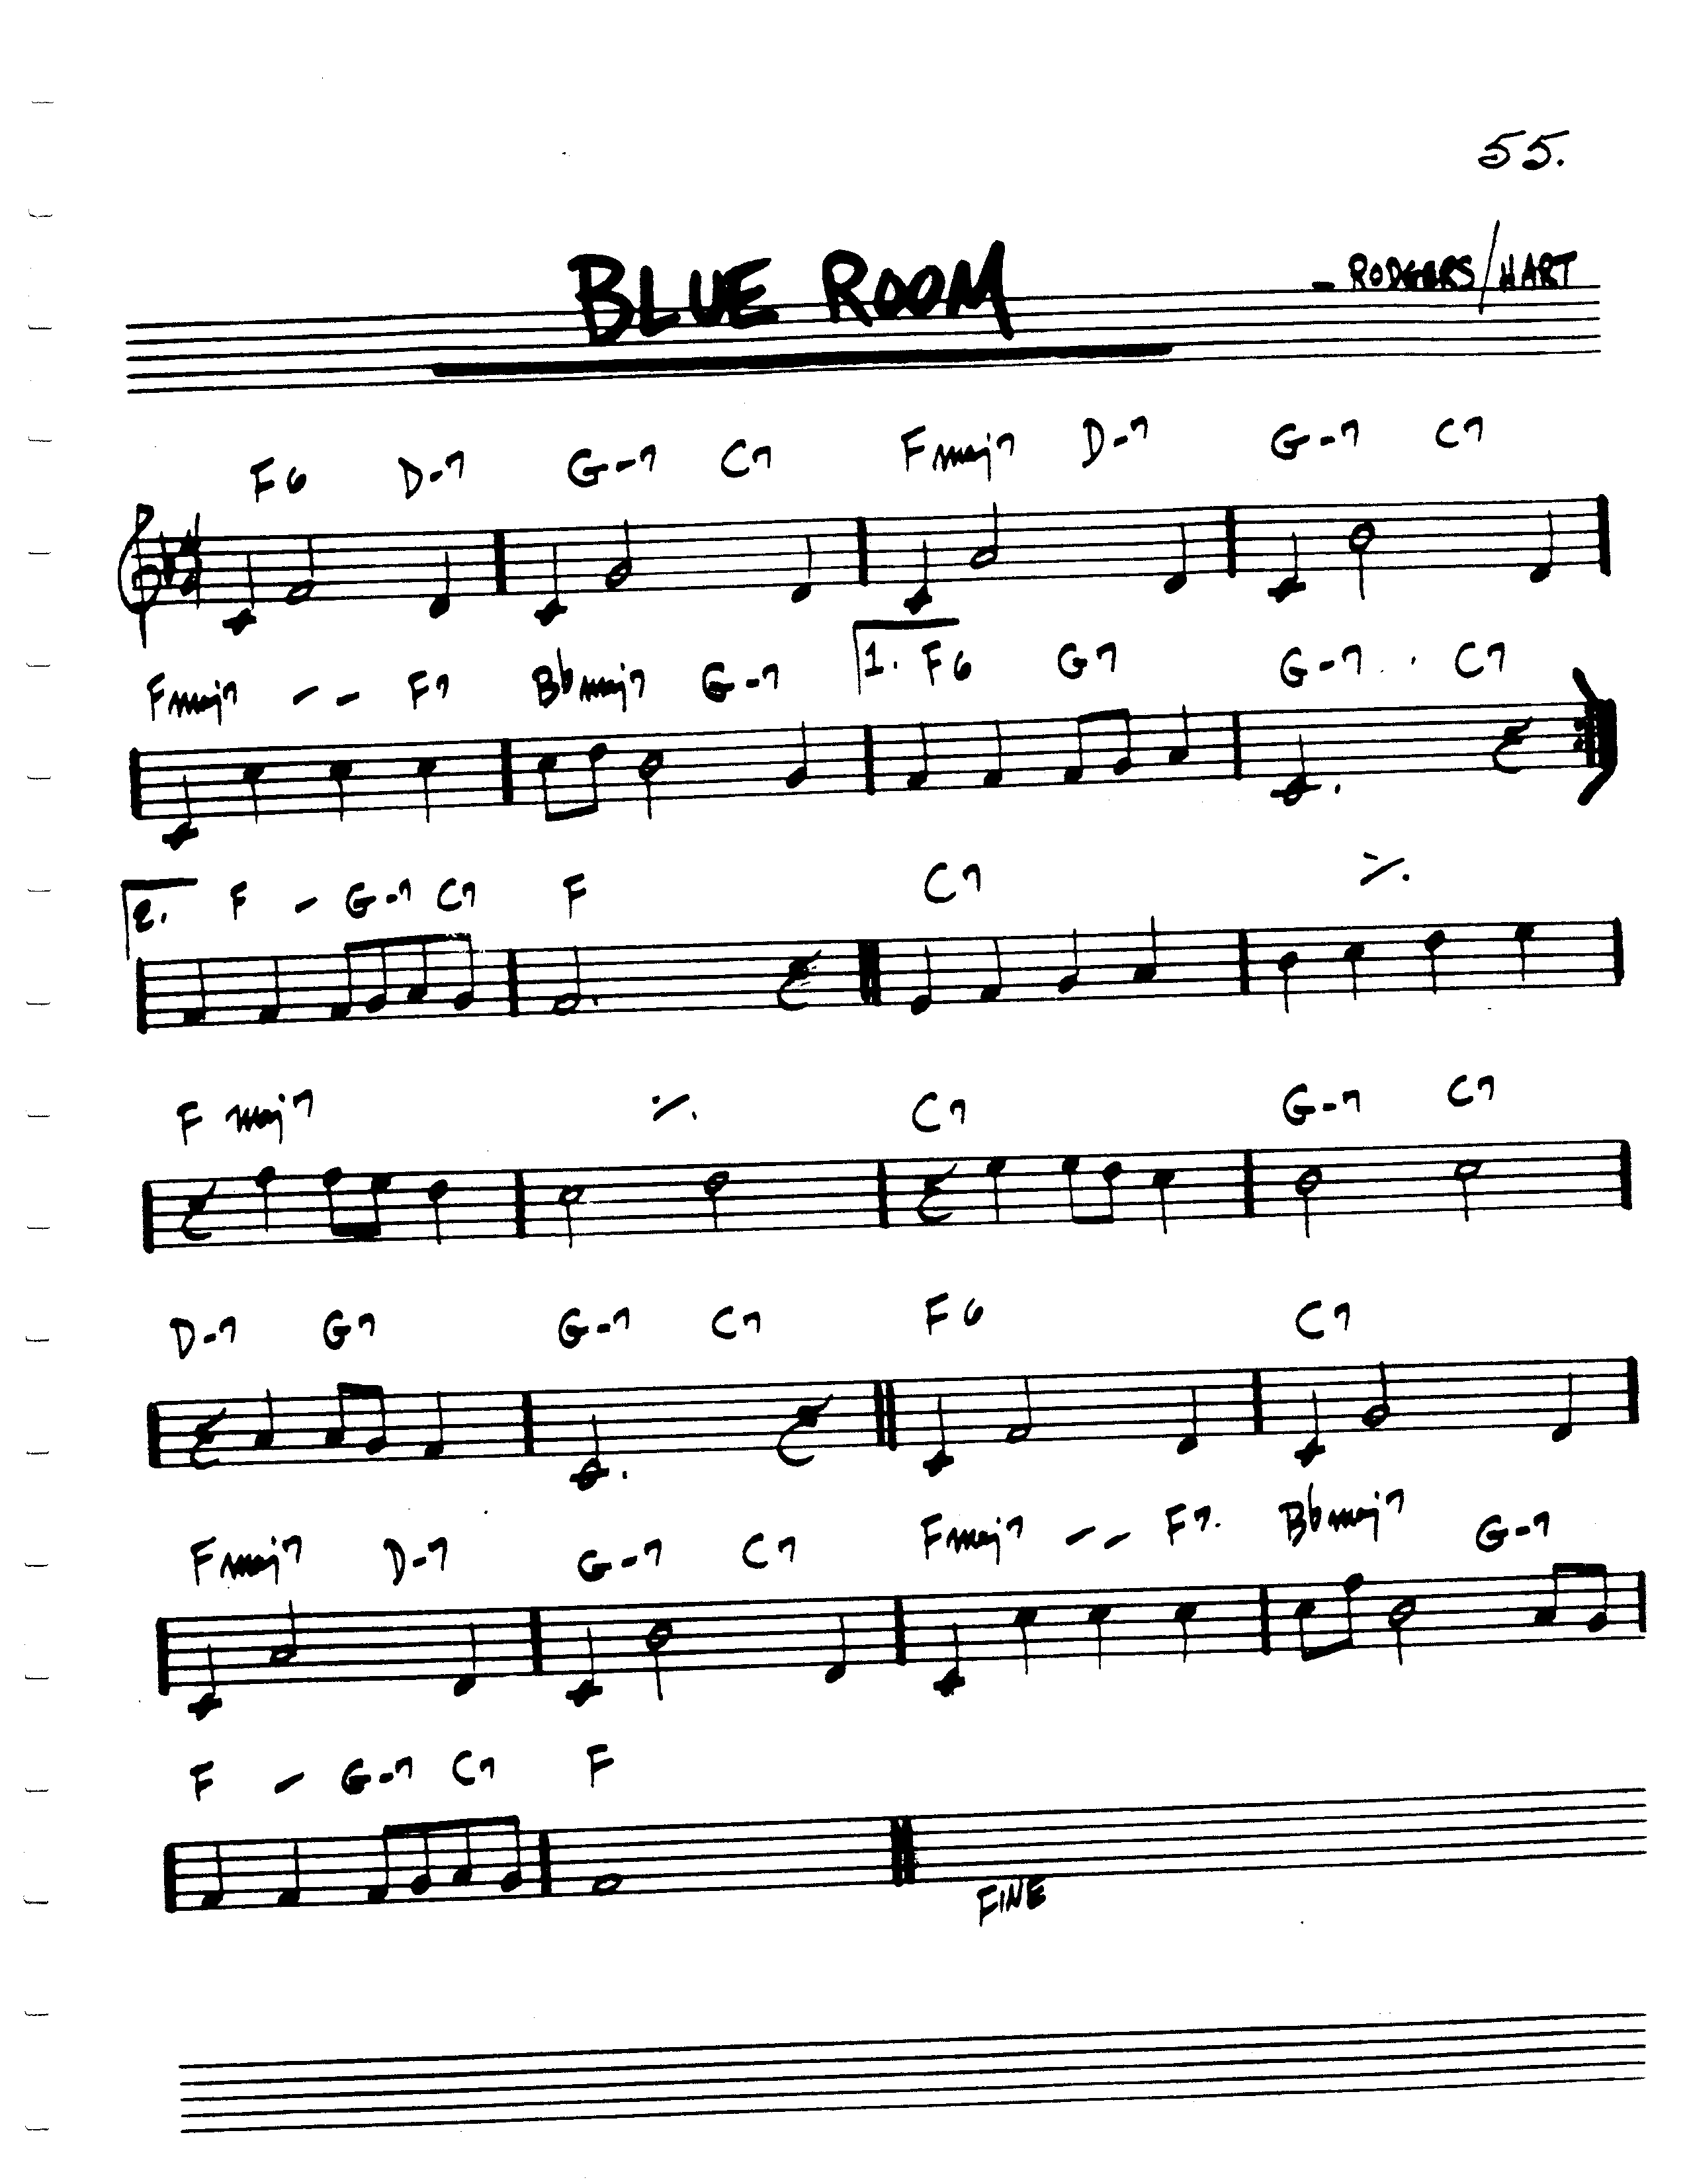 55.
BLUE ROOM
- RODGERS/HART
F6 D-7 G-7 C7 Fmaj7 D-7 G-7 C7
Fmaj7 - - F7 Bbmaj7 G-7 1. F6 G7 G-7 C7
2. F - G-7 C7 F C7 ٪
F maj7 ٪ C7 G-7 C7
D-7 G7 G-7 C7 F6 C7
Fmaj7 D-7 G-7 C7 Fmaj7 - - F7. Bbmaj7 G-7
F - G-7 C7 F
FINE